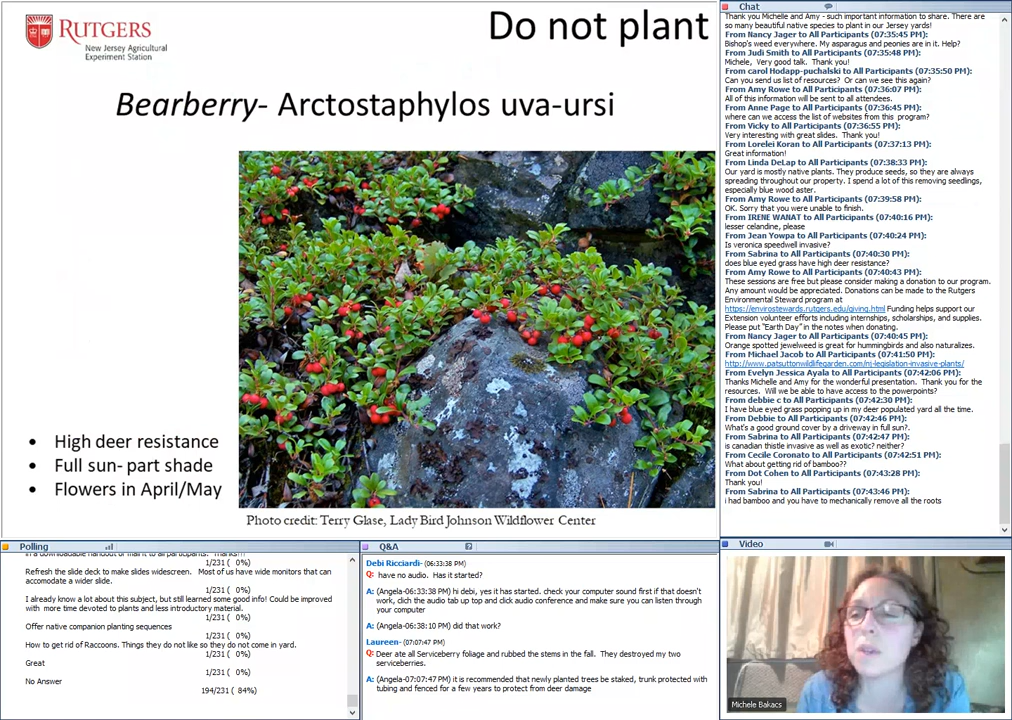 RUTGERS
New Jersey Agricultural
Experiment Station
Do not plant
Bearberry- Arctostaphylos uva-ursi
• High deer resistance
• Full sun- part shade
• Flowers in April/May
Photo credit: Terry Glase, Lady Bird Johnson Wildflower Center
Chat
Thank you Michelle and Amy - such important information to share. There are
so many beautiful native species to plant in our Jersey yards!
From Nancy Jager to All Participants (07:35:45 PM):
Bishop's weed everywhere. My asparagus and peonies are in it. Help?
From Judi Smith to All Participants (07:35:48 PM):
Michele, Very good talk. Thank you!
From carol Hodapp-puchalski to All Participants (07:35:50 PM):
Can you send us list of resources? Or can we see this again?
From Amy Rowe to All Participants (07:36:07 PM):
All of this information will be sent to all attendees.
From Anne Page to All Participants (07:36:45 PM):
where can we access the list of websites from this program?
From Vicky to All Participants (07:36:55 PM):
Very interesting with great slides. Thank you!
From Lorelei Koran to All Participants (07:37:13 PM):
Great information!
From Linda DeLap to All Participants (07:38:33 PM):
Our yard is mostly native plants. They produce seeds, so they are always
spreading throughout our property. I spend a lot of this removing seedlings,
especially blue wood aster.
From Amy Rowe to All Participants (07:39:58 PM):
OK. Sorry that you were unable to finish.
From IRENE WANAT to All Participants (07:40:16 PM):
lesser celandine, please
From Jean Yowpa to All Participants (07:40:24 PM):
Is veronica speedwell invasive?
From Sabrina to All Participants (07:40:30 PM):
does blue eyed grass have high deer resistance?
From Amy Rowe to All Participants (07:40:43 PM):
These sessions are free but please consider making a donation to our program.
Any amount would be appreciated. Donations can be made to the Rutgers
Environmental Steward program at
https://envirostewards.rutgers.edu/giving.html Funding helps support our
Extension volunteer efforts including internships, scholarships, and supplies.
Please put "Earth Day" in the notes when donating.
From Nancy Jager to All Participants (07:40:45 PM):
Orange spotted jewelweed is great for hummingbirds and also naturalizes.
From Michael Jacob to All Participants (07:41:50 PM):
http://www.patsuttonwildlifegarden.com/nj-legislation-invasive-plants/
From Evelyn Jessica Ayala to All Participants (07:42:06 PM):
Thanks Michelle and Amy for the wonderful presentation. Thank you for the
resources. Will we be able to have access to the powerpoints?
From debbie c to All Participants (07:42:30 PM):
I have blue eyed grass popping up in my deer populated yard all the time.
From Debbie to All Participants (07:42:46 PM):
What's a good ground cover by a driveway in full sun?.
From Sabrina to All Participants (07:42:47 PM):
is canadian thistle invasive as well as exotic? neither?
From Cecile Coronato to All Participants (07:42:51 PM):
What about getting rid of bamboo??
From Dot Cohen to All Participants (07:43:28 PM):
Thank you!
From Sabrina to All Participants (07:43:46 PM):
i had bamboo and you have to mechanically remove all the roots
Polling
in a downloadable handout or mail it to all participants. Thanks!!!
1/231 ( 0%)
Refresh the slide deck to make slides widescreen. Most of us have wide monitors that can
accomodate a wider slide.
1/231 ( 0%)
I already know a lot about this subject, but still learned some good info! Could be improved
with more time devoted to plants and less introductory material.
1/231 ( 0%)
Offer native companion planting sequences
1/231 ( 0%)
How to get rid of Raccoons. Things they do not like so they do not come in yard.
1/231 ( 0%)
Great
1/231 ( 0%)
No Answer
194/231 ( 84%)
Q&A
Debi Ricciardi- (06:33:38 PM)
Q: have no audio. Has it started?
A: (Angela-06:33:38 PM) hi debi, yes it has started. check your computer sound first if that doesn't
work, click the audio tab up top and click audio conference and make sure you can listen through
your computer
A: (Angela-06:38:10 PM) did that work?
Laureen- (07:07:47 PM)
Q: Deer ate all Serviceberry foliage and rubbed the stems in the fall. They destroyed my two
serviceberries.
A: (Angela-07:07:47 PM) it is recommended that newly planted trees be staked, trunk protected with
tubing and fenced for a few years to protect from deer damage
Video
Michele Bakacs